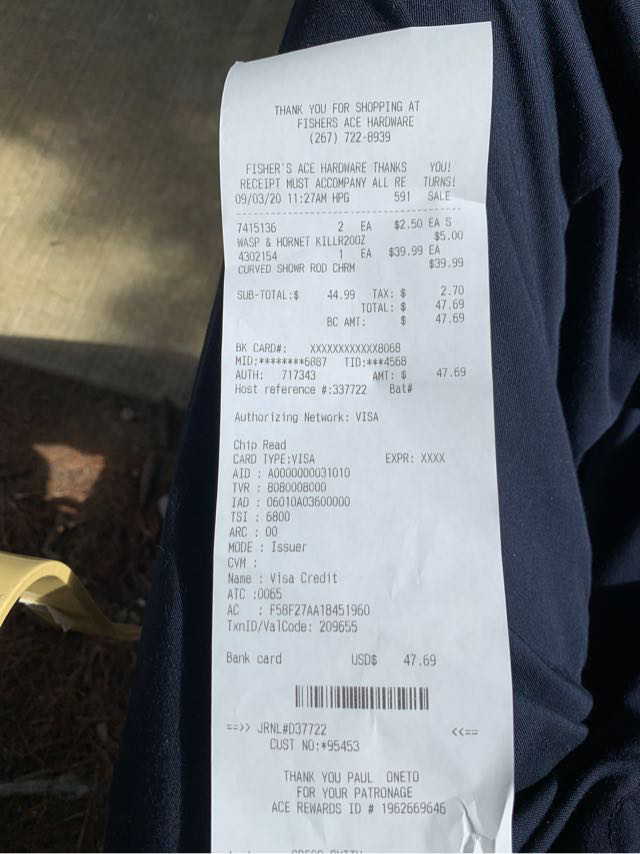 THANK YOU FOR SHOPPING AT
FISHERS ACE HARDWARE
(267) 722-8939
FISHER'S ACE HARDWARE THANKS YOU!
RECEIPT MUST ACCOMPANY ALL RE TURNS!
09/03/20 11:27AM HPG 591 SALE
7415136 2 EA $2.50 EA S
WASP & HORNET KILLR20OZ $5.00
4302154 1 EA $39.99 EA
CURVED SHOWR ROD CHRM $39.99
SUB-TOTAL:$ 44.99 TAX: $ 2.70
TOTAL: $ 47.69
BC AMT: $ 47.69
BK CARD#: XXXXXXXXXXXX8068
MID:********6887 TID:***4568
AUTH: 717343 AMT: $ 47.69
Host reference #:337722 Bat#
Authorizing Network: VISA
Chip Read
CARD TYPE:VISA EXPR: XXXX
AID : A0000000031010
TVR : 8080008000
IAD : 06010A03600000
TSI : 6800
ARC : 00
MODE : Issuer
CVM :
Name : Visa Credit
ATC :0065
AC : F58F27AA18451960
TxnID/ValCode: 209655
Bank card USD$ 47.69
==>> JRNL#D37722 <<==
CUST NO:*95453
THANK YOU PAUL ONETO
FOR YOUR PATRONAGE
ACE REWARDS ID # 1962669646